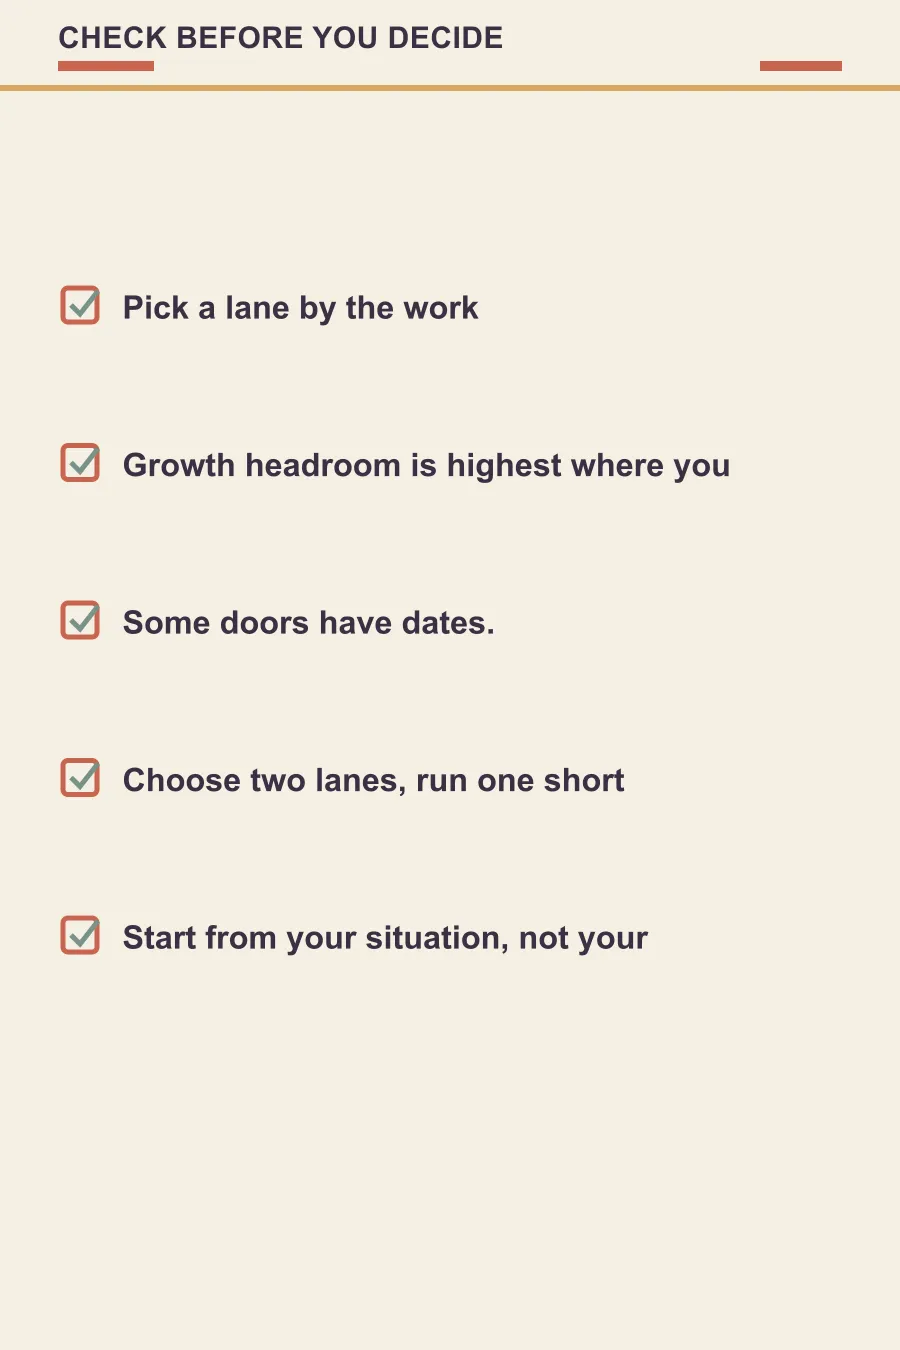 CHECK BEFORE YOU DECIDE
Pick a lane by the work
Growth headroom is highest where you
Some doors have dates.
Choose two lanes, run one short
Start from your situation, not your